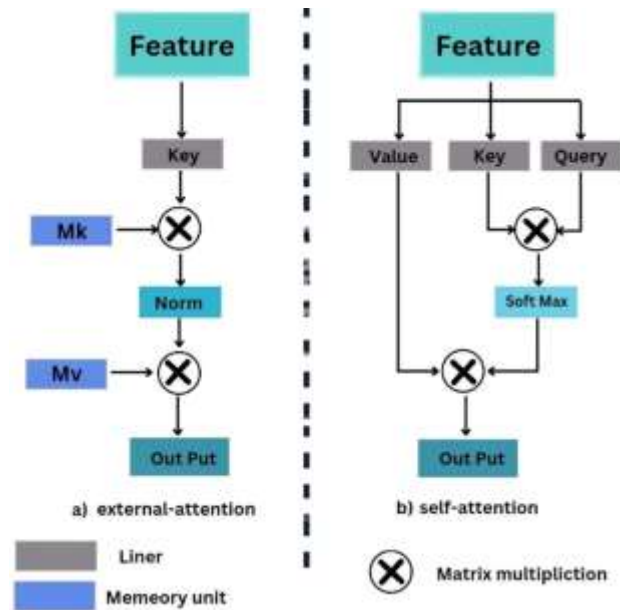 Feature
Key
Mk
Norm
Mv
Out Put
a) external-attention
Feature
Value Key Query
Soft Max
Out Put
b) self-attention
Liner
Memeory unit
Matrix multipliction